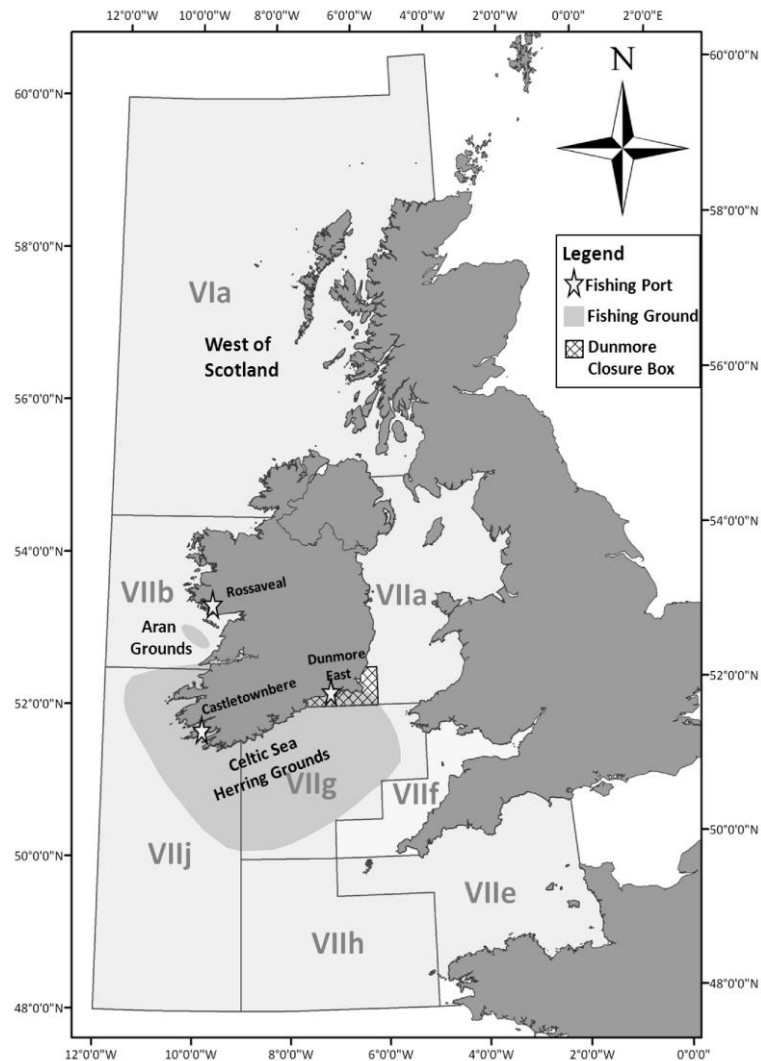 12°0'0"W 10°0'0"W 8°0'0"W 6°0'0"W 4°0'0"W 2°0'0"W 0°0'0" 2°0'0"E
60°0'0"N
60°0'0"N
N
58°0'0"N
58°0'0"N
Legend
Fishing Port
Fishing Ground
Dunmore
Closure Box
VIa
West of
Scotland
56°0'0"N
56°0'0"N
54°0'0"N
54°0'0"N
VIIb
Rossaveal
VIIa
Aran
Grounds
Dunmore
East
52°0'0"N
52°0'0"N
Castletownbere
Celtic Sea
Herring Grounds
VIIg
VIIf
VIIj
50°0'0"N
50°0'0"N
VIIe
VIIh
48°0'0"N
48°0'0"N
12°0'0"W 10°0'0"W 8°0'0"W 6°0'0"W 4°0'0"W 2°0'0"W 0°0'0"